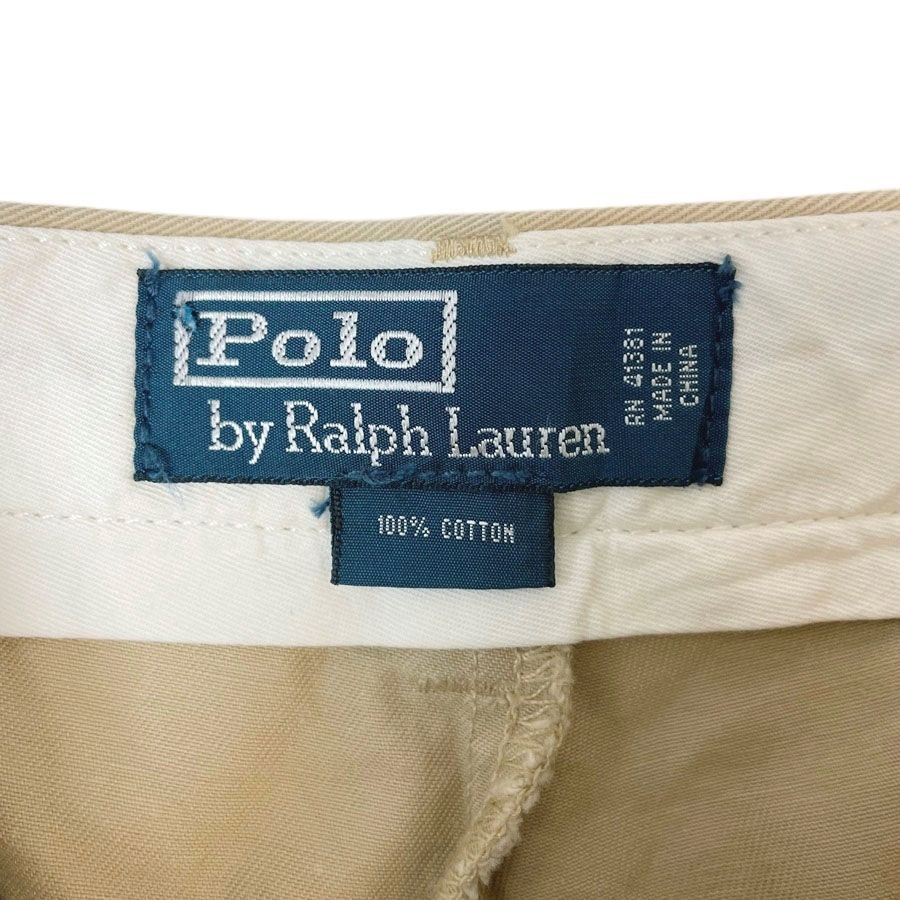 Polo
by Ralph Lauren
RN 41381
MADE IN
CHINA
100% COTTON